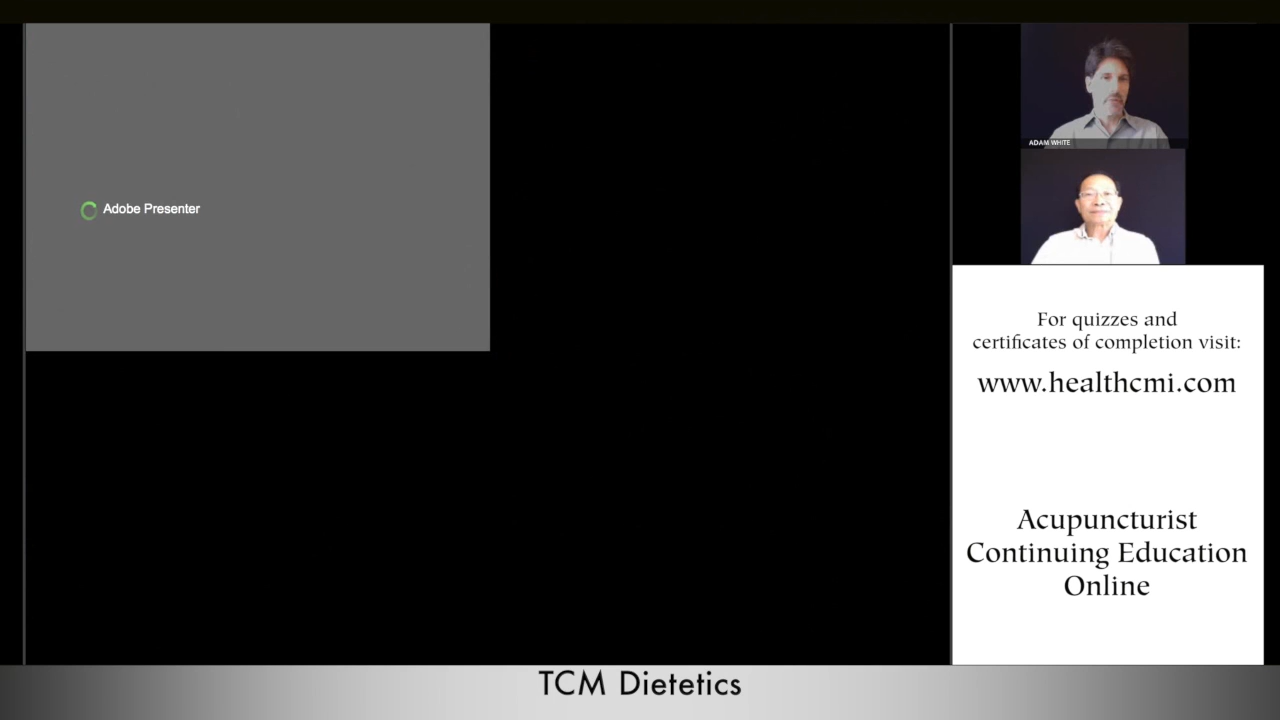 Adobe Presenter
ADAM WHITE
For quizzes and
certificates of completion visit:
www.healthcmi.com
Acupuncturist
Continuing Education
Online
TCM Dietetics